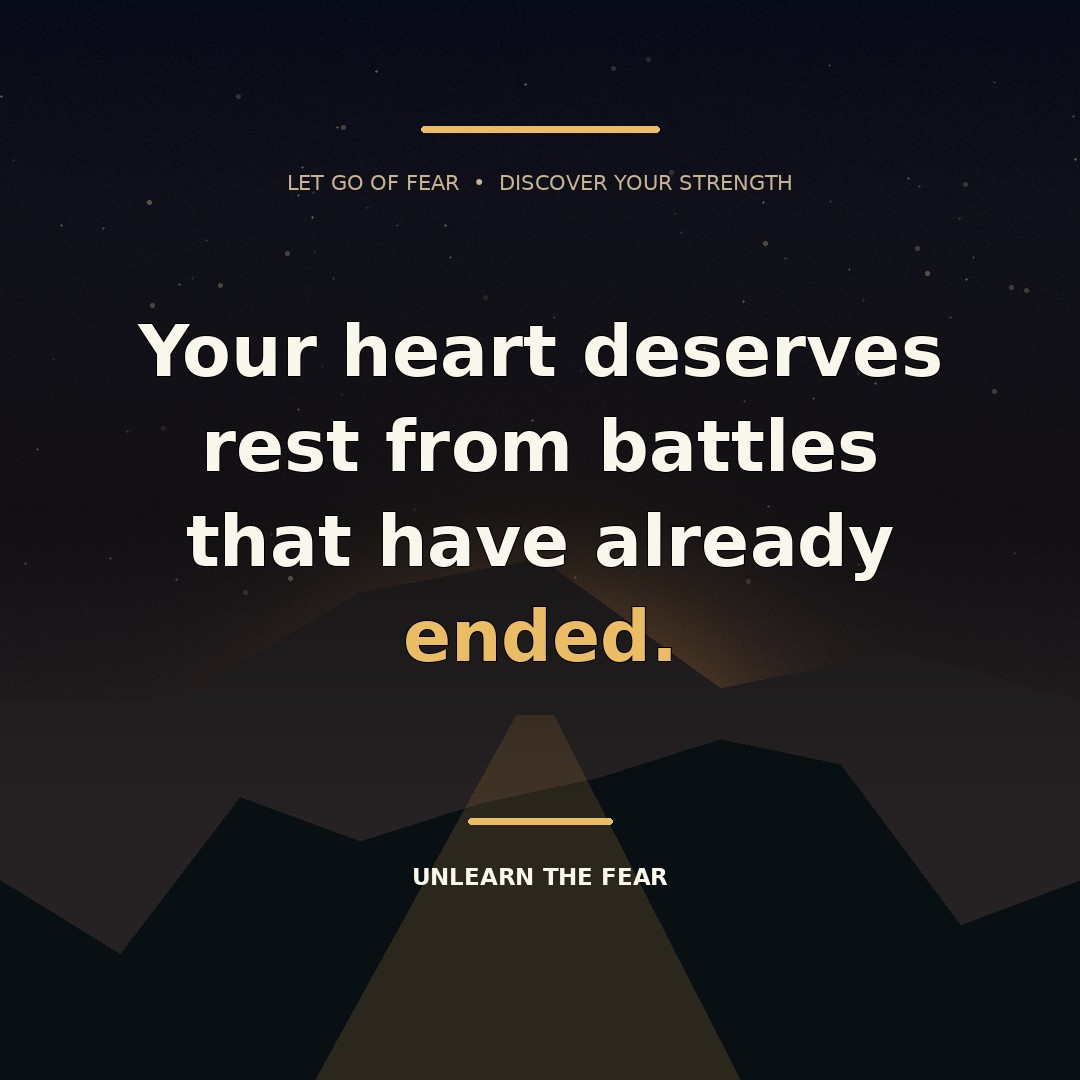 LET GO OF FEAR • DISCOVER YOUR STRENGTH
Your heart deserves
rest from battles
that have already
ended.
UNLEARN THE FEAR